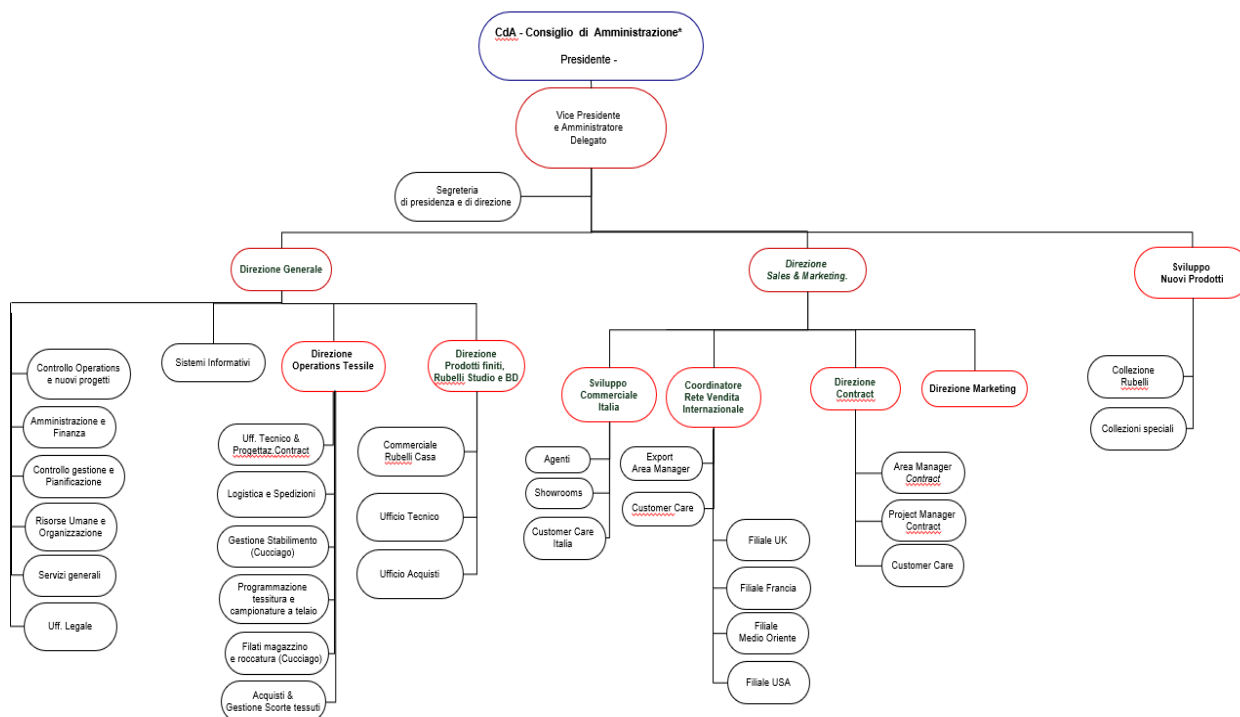 CdA - Consiglio di Amministrazione*
Presidente -
Vice Presidente
e Amministratore
Delegato
Segreteria
di presidenza e di direzione
Direzione Generale
Direzione
Sales & Marketing.
Sviluppo
Nuovi Prodotti
Controllo Operations
e nuovi progetti
Amministrazione e
Finanza
Controllo gestione e
Pianificazione
Risorse Umane e
Organizzazione
Servizi generali
Uff. Legale
Sistemi Informativi
Direzione
Operations Tessile
Uff. Tecnico &
Progettaz.Contract
Logistica e Spedizioni
Gestione Stabilimento
(Cucciago)
Programmazione
tessitura e
campionature a telaio
Filati magazzino
e roccatura (Cucciago)
Acquisti &
Gestione Scorte tessuti
Direzione
Prodotti finiti,
Rubelli Studio e BD
Commerciale
Rubelli Casa
Ufficio Tecnico
Ufficio Acquisti
Sviluppo
Commerciale
Italia
Agenti
Showrooms
Customer Care
Italia
Coordinatore
Rete Vendita
Internazionale
Export
Area Manager
Customer Care
Filiale UK
Filiale Francia
Filiale
Medio Oriente
Filiale USA
Direzione
Contract
Area Manager
Contract
Project Manager
Contract
Customer Care
Direzione Marketing
Collezione
Rubelli
Collezioni speciali